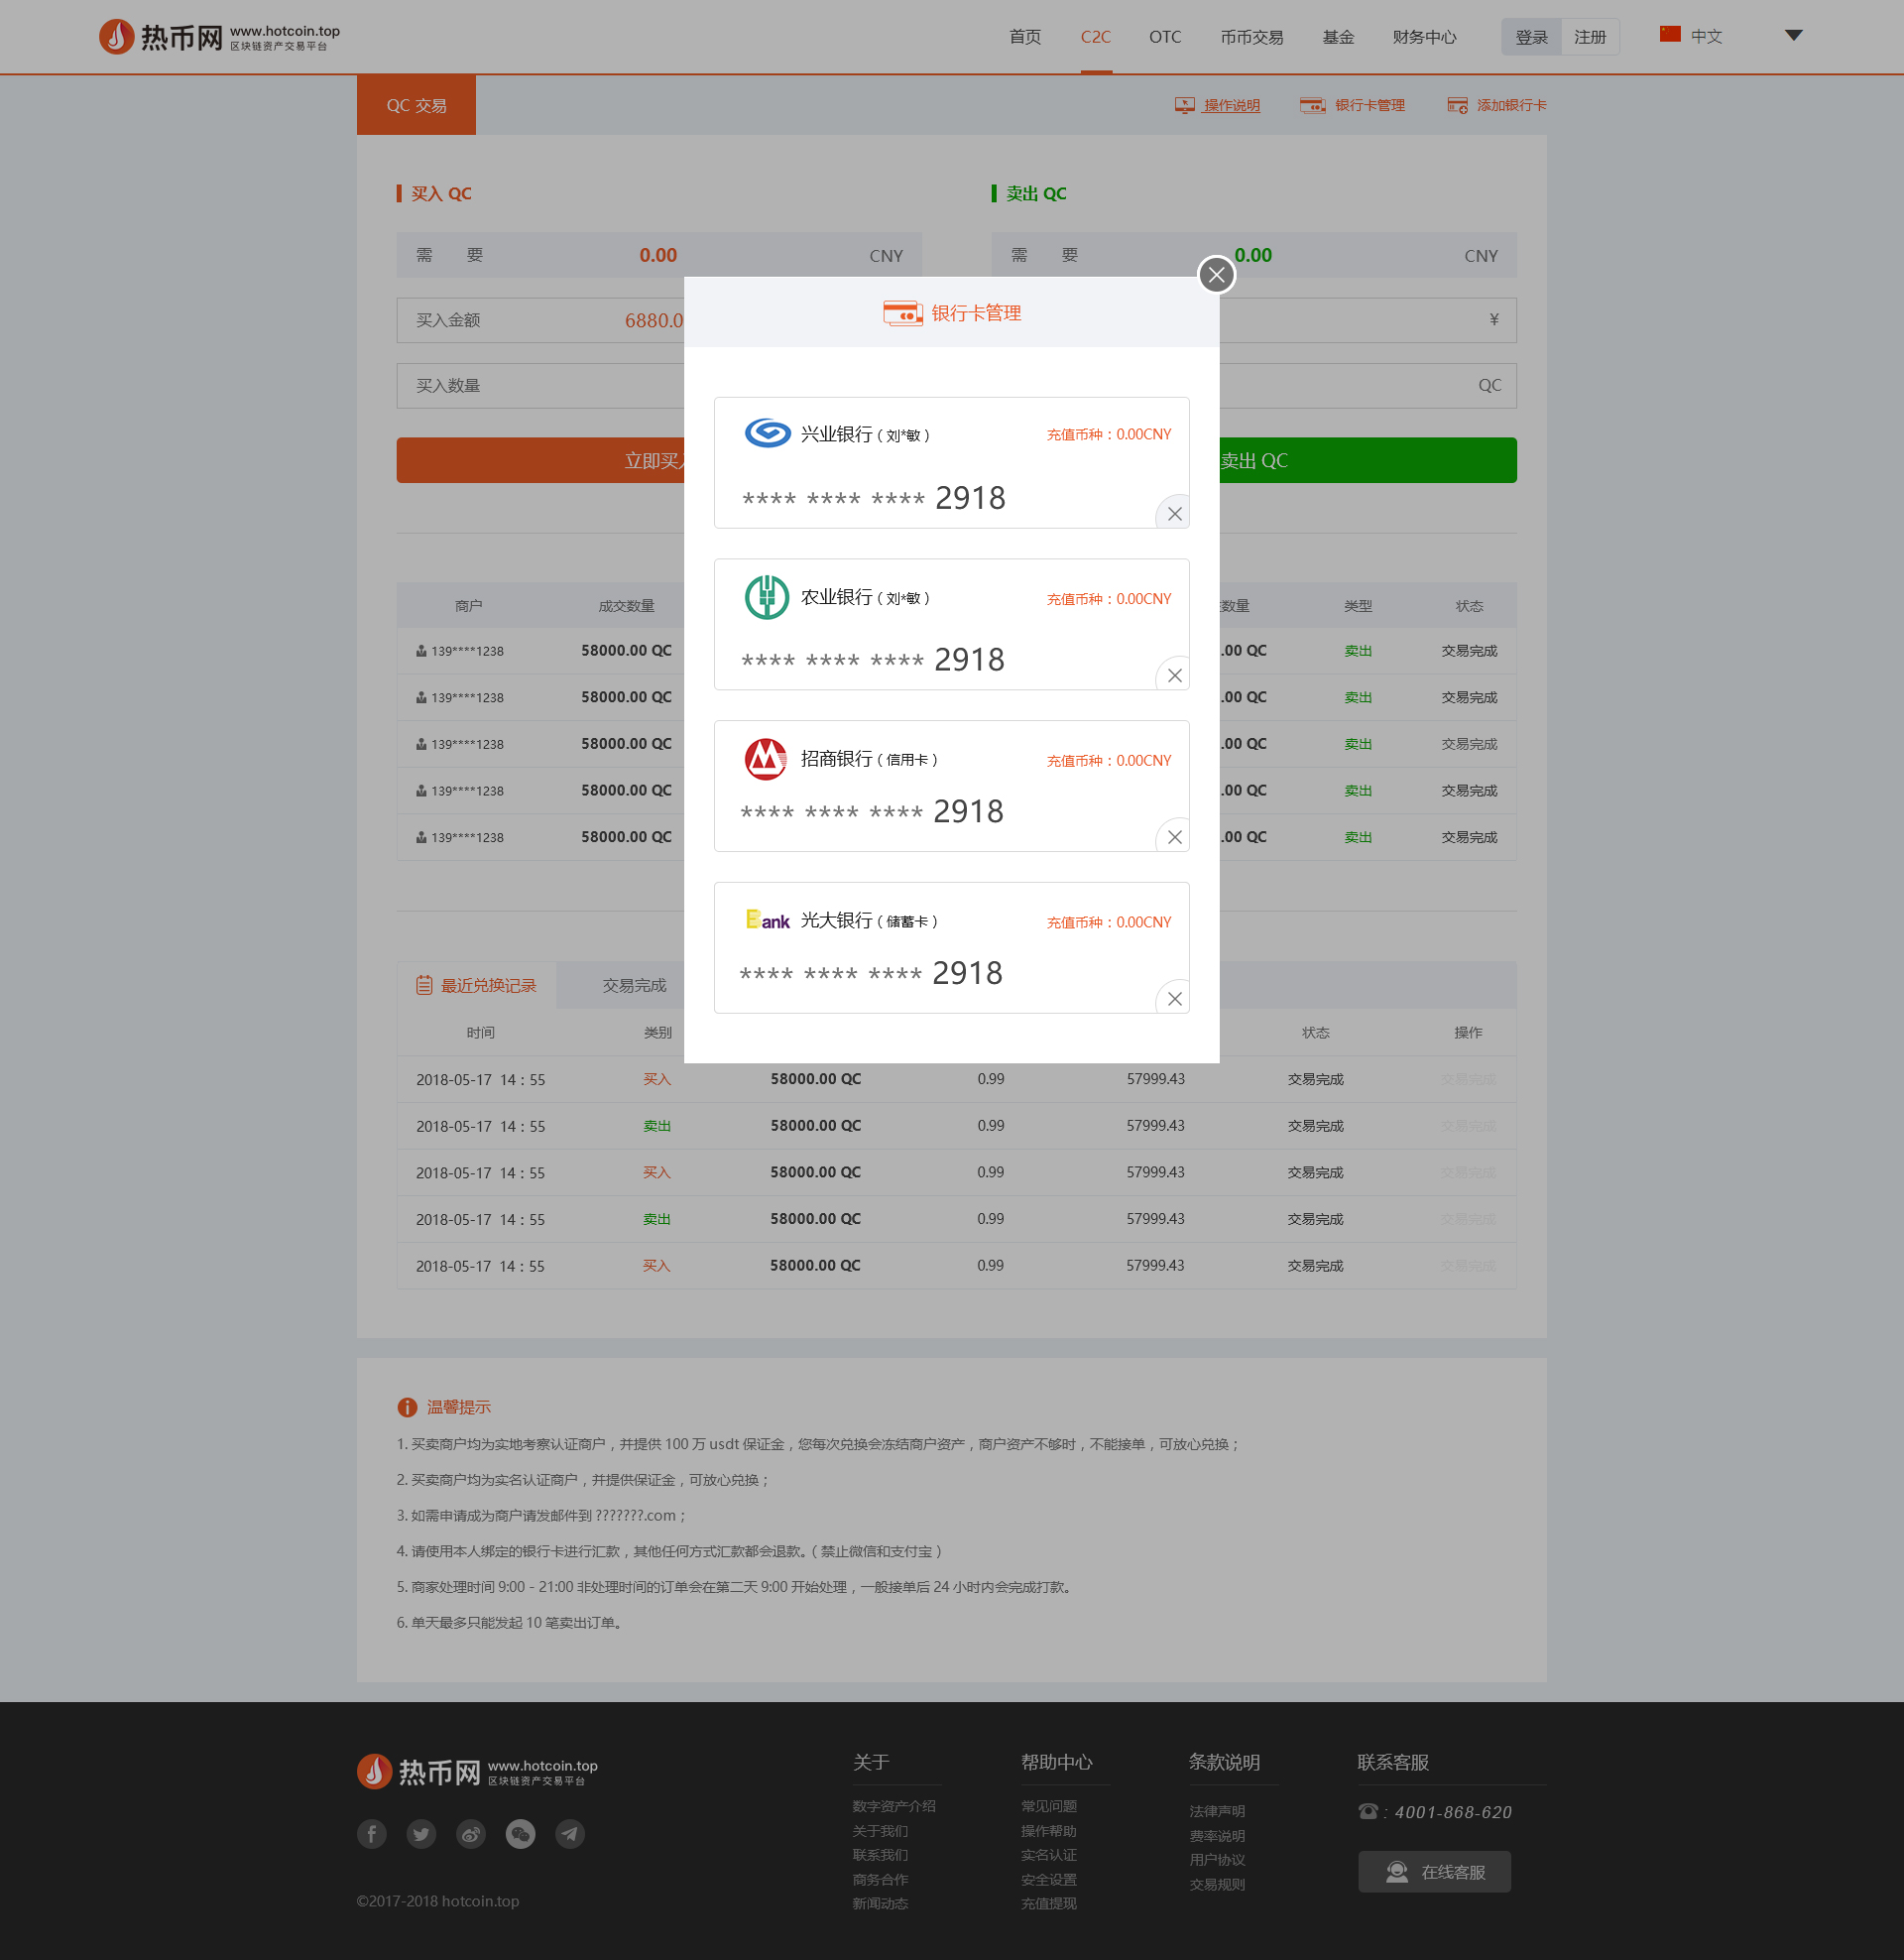 热币网 www.hotcoin.top
区块链资产交易平台
首页 C2C OTC 币币交易 基金 财务中心 登录 注册 中文
QC 交易 操作说明 银行卡管理 添加银行卡
买入 QC 卖出 QC
需 要 0.00 CNY 需 要 0.00 CNY
银行卡管理
买入金额 6880.0 ¥
买入数量 QC
兴业银行（刘*敏） 充值币种：0.00CNY
立即买 卖出 QC
**** **** **** 2918
农业银行（刘*敏） 充值币种：0.00CNY
商户 成交数量 数量 类型 状态
139****1238 58000.00 QC .00 QC 卖出 交易完成
**** **** **** 2918
139****1238 58000.00 QC .00 QC 卖出 交易完成
139****1238 58000.00 QC .00 QC 卖出 交易完成
招商银行（信用卡） 充值币种：0.00CNY
139****1238 58000.00 QC .00 QC 卖出 交易完成
**** **** **** 2918
139****1238 58000.00 QC .00 QC 卖出 交易完成
Bank 光大银行（储蓄卡） 充值币种：0.00CNY
**** **** **** 2918
最近兑换记录 交易完成
时间 类别 状态 操作
2018-05-17 14：55 买入 58000.00 QC 0.99 57999.43 交易完成 交易完成
2018-05-17 14：55 卖出 58000.00 QC 0.99 57999.43 交易完成 交易完成
2018-05-17 14：55 买入 58000.00 QC 0.99 57999.43 交易完成 交易完成
2018-05-17 14：55 卖出 58000.00 QC 0.99 57999.43 交易完成 交易完成
2018-05-17 14：55 买入 58000.00 QC 0.99 57999.43 交易完成 交易完成
温馨提示
1. 买卖商户均为实地考察认证商户，并提供 100 万 usdt 保证金，您每次兑换会冻结商户资产，商户资产不够时，不能接单，可放心兑换；
2. 买卖商户均为实名认证商户，并提供保证金，可放心兑换；
3. 如需申请成为商户请发邮件到 ???????.com；
4. 请使用本人绑定的银行卡进行汇款，其他任何方式汇款都会退款。（禁止微信和支付宝）
5. 商家处理时间 9:00 - 21:00 非处理时间的订单会在第二天 9:00 开始处理，一般接单后 24 小时内会完成打款。
6. 单天最多只能发起 10 笔卖出订单。
热币网 www.hotcoin.top
区块链资产交易平台
©2017-2018 hotcoin.top
关于
数字资产介绍
关于我们
联系我们
商务合作
新闻动态
帮助中心
常见问题
操作帮助
实名认证
安全设置
充值提现
条款说明
法律声明
费率说明
用户协议
交易规则
联系客服
: 4001-868-620
在线客服